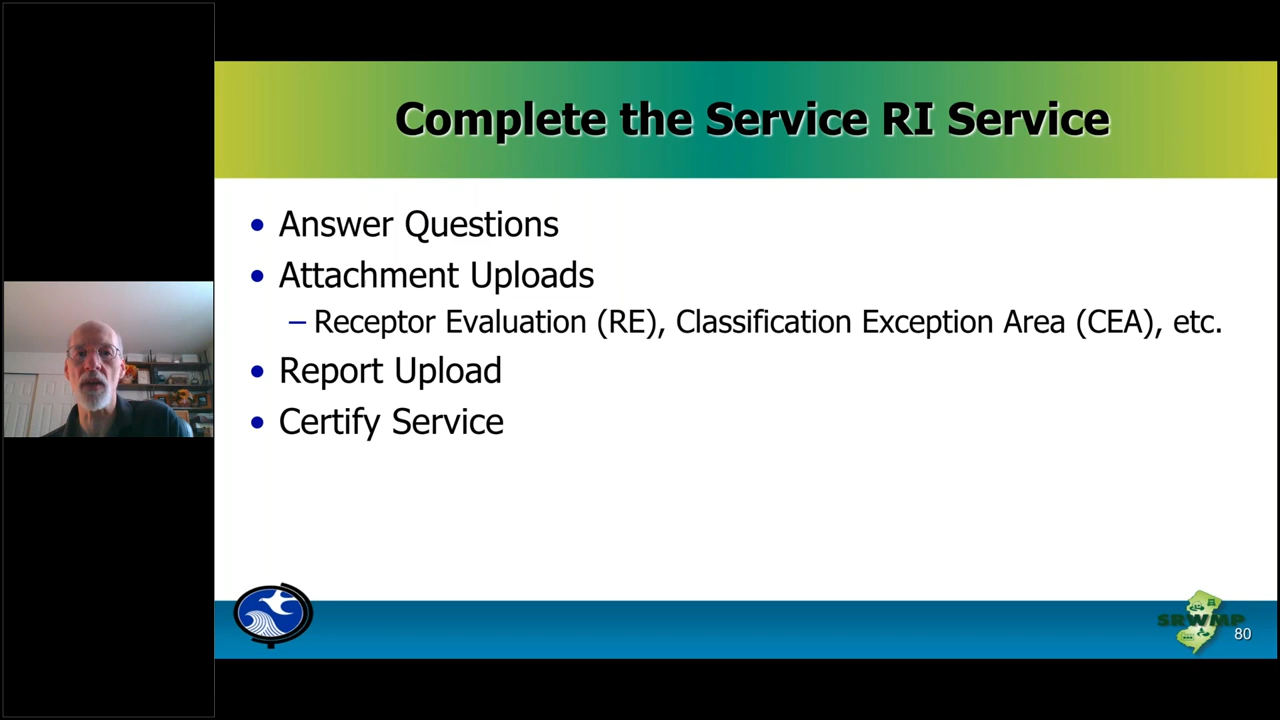 Complete the Service RI Service
• Answer Questions
• Attachment Uploads
– Receptor Evaluation (RE), Classification Exception Area (CEA), etc.
• Report Upload
• Certify Service
SRWMP
80